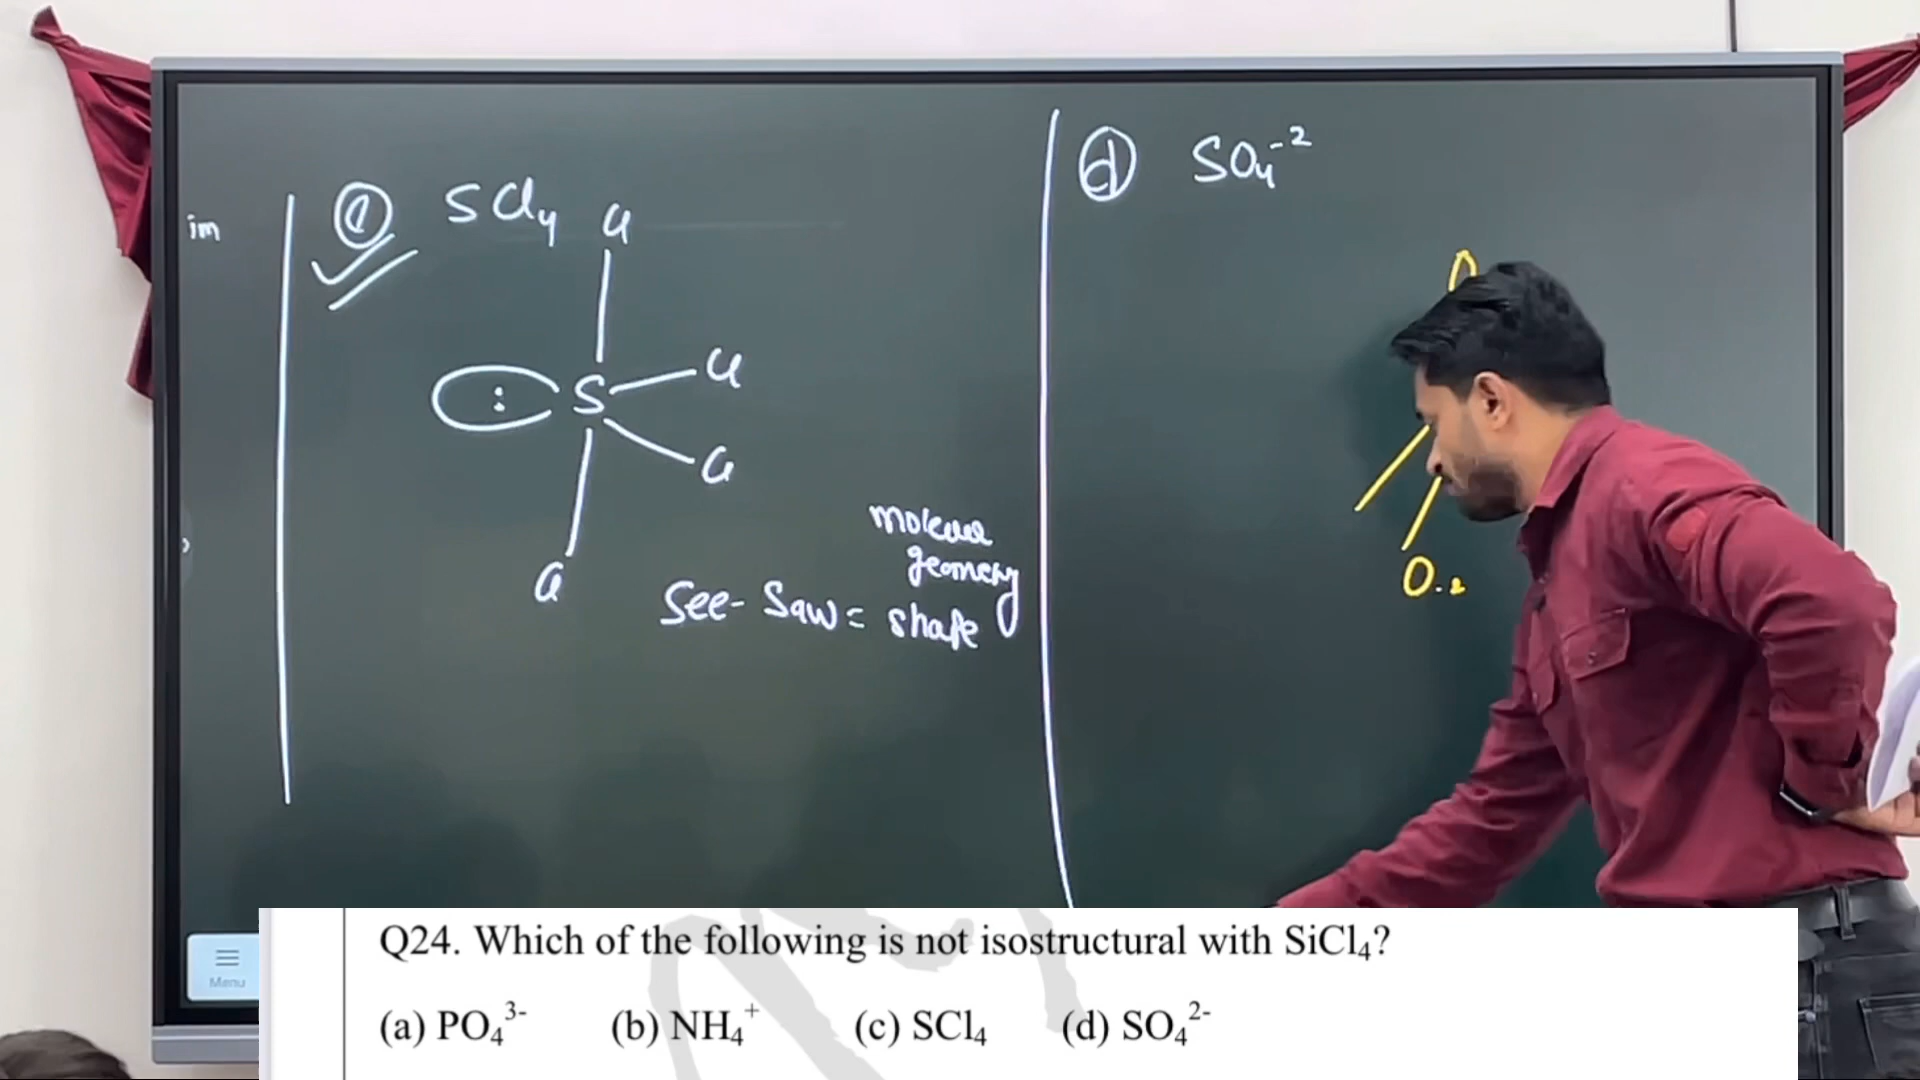 im
(c) SCl4
Cl
Cl
: S
Cl
Cl
geometry
See-Saw = shape
(d) SO4-2
O
Menu
Q24. Which of the following is not isostructural with SiCl₄?
(a) PO₄³⁻ (b) NH₄⁺ (c) SCl₄ (d) SO₄²⁻